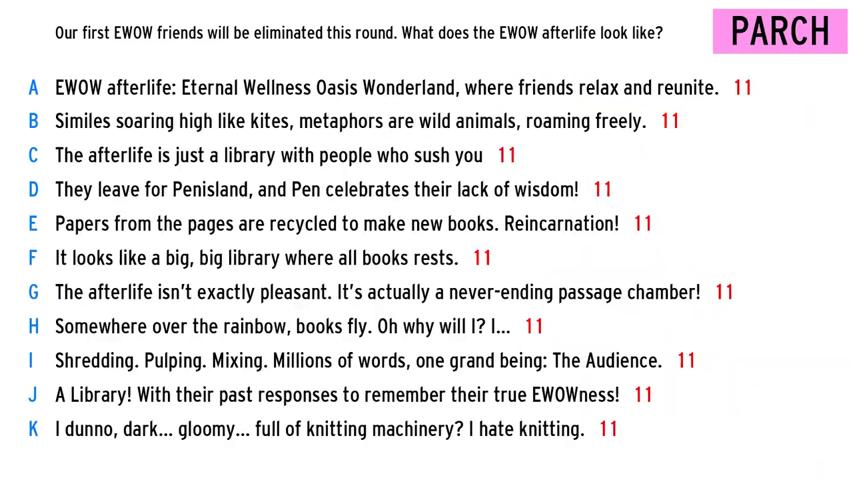 Our first EWOW friends will be eliminated this round. What does the EWOW afterlife look like?
PARCH
A EWOW afterlife: Eternal Wellness Oasis Wonderland, where friends relax and reunite. 11
B Similes soaring high like kites, metaphors are wild animals, roaming freely. 11
C The afterlife is just a library with people who sush you 11
D They leave for Penisland, and Pen celebrates their lack of wisdom! 11
E Papers from the pages are recycled to make new books. Reincarnation! 11
F It looks like a big, big library where all books rests. 11
G The afterlife isn't exactly pleasant. It's actually a never-ending passage chamber! 11
H Somewhere over the rainbow, books fly. Oh why will I? I... 11
I Shredding. Pulping. Mixing. Millions of words, one grand being: The Audience. 11
J A Library! With their past responses to remember their true EWOWness! 11
K I dunno, dark... gloomy... full of knitting machinery? I hate knitting. 11